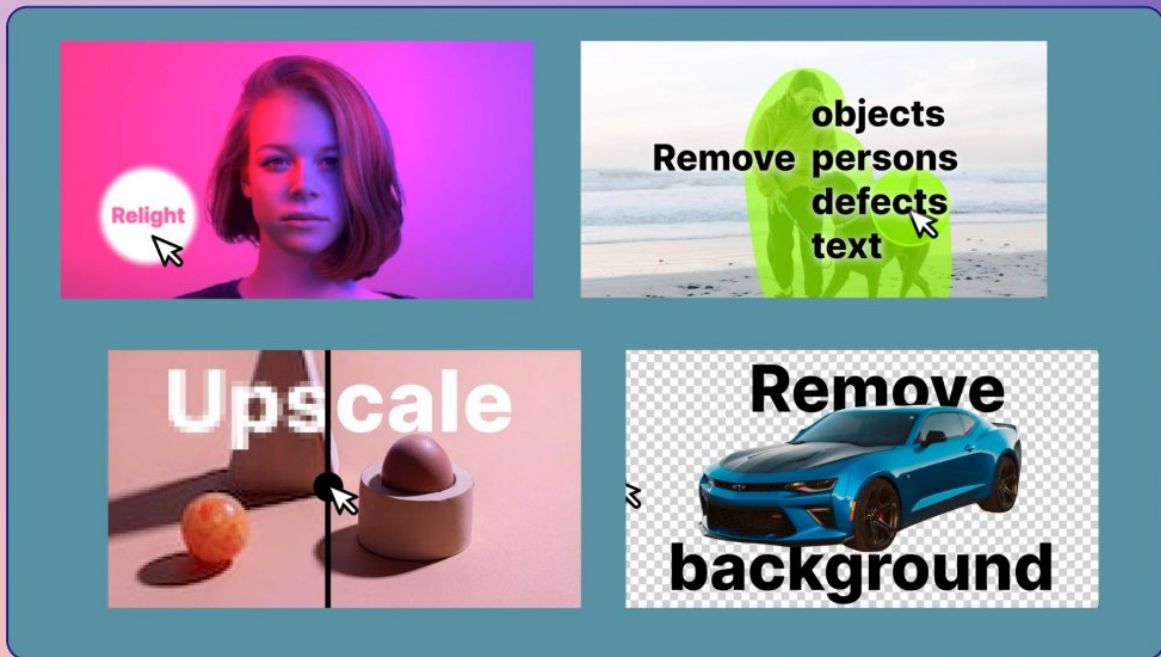 Relight
objects
Remove persons
defects
text
Upscale
Remove
background